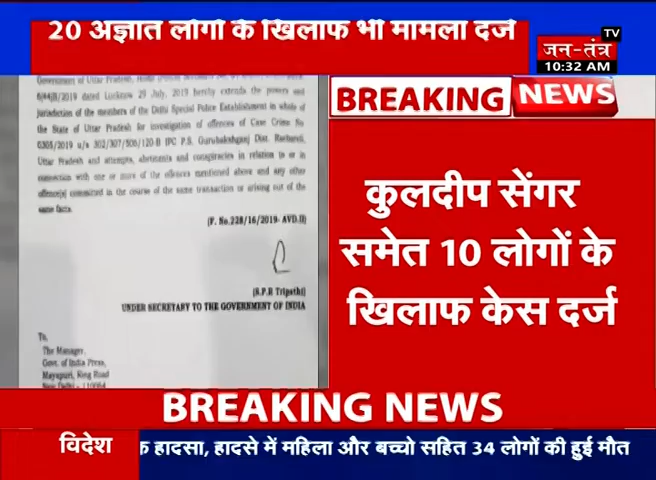 20 अज्ञात लोगों के खिलाफ भी मामला दर्ज
TV
जन-तंत्र
10:32 AM
BREAKING NEWS
6/44(I)/2019 dated Lucknow 29 July, 2019 hereby extends the powers and
jurisdiction of the members of the Delhi Special Police Establishment in whole of
the State of Uttar Pradesh for investigation of offences of Case Crime No
0305/2019 u/s 302/307/506/120-B IPC P.S. Gurubakshganj Dist. Raebareli,
Uttar Pradesh and attempts, abetments and conspiracies in relation to or in
connection with one or more of the offences mentioned above and any other
offence(s) committed in the course of the same transaction or arising out of the
same facts.
(F. No.228/16/2019- AVD.II)
(S.P.R Tripathi)
UNDER SECRETARY TO THE GOVERNMENT OF INDIA
To,
The Manager,
Govt. of India Press,
Mayapuri, Ring Road
New Delhi - 110064
कुलदीप सेंगर
समेत 10 लोगों के
खिलाफ केस दर्ज
BREAKING NEWS
विदेश
हादसा, हादसे में महिला और बच्चो सहित 34 लोगों की हुई मौत